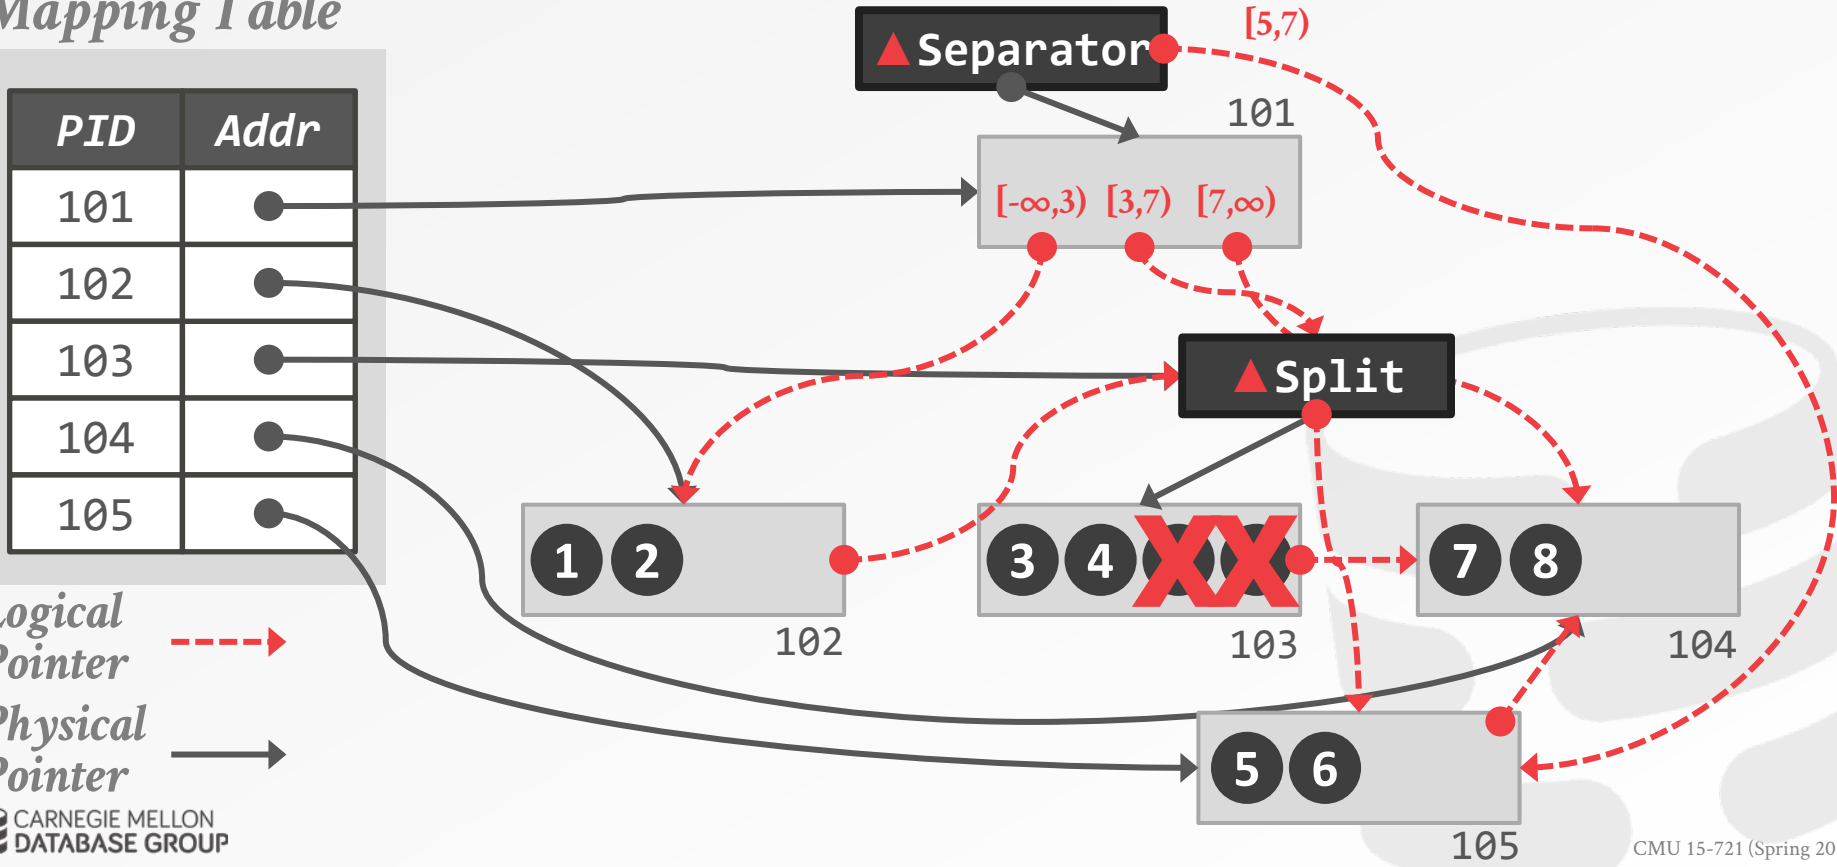 Mapping Table
▲Separator
[5,7)
PID Addr
101
102
103
104
105
101
[-∞,3) [3,7) [7,∞)
▲Split
1 2
3 4 X X
7 8
102
103
104
Logical
Pointer
Physical
Pointer
5 6
105
CARNEGIE MELLON
DATABASE GROUP
CMU 15-721 (Spring 20